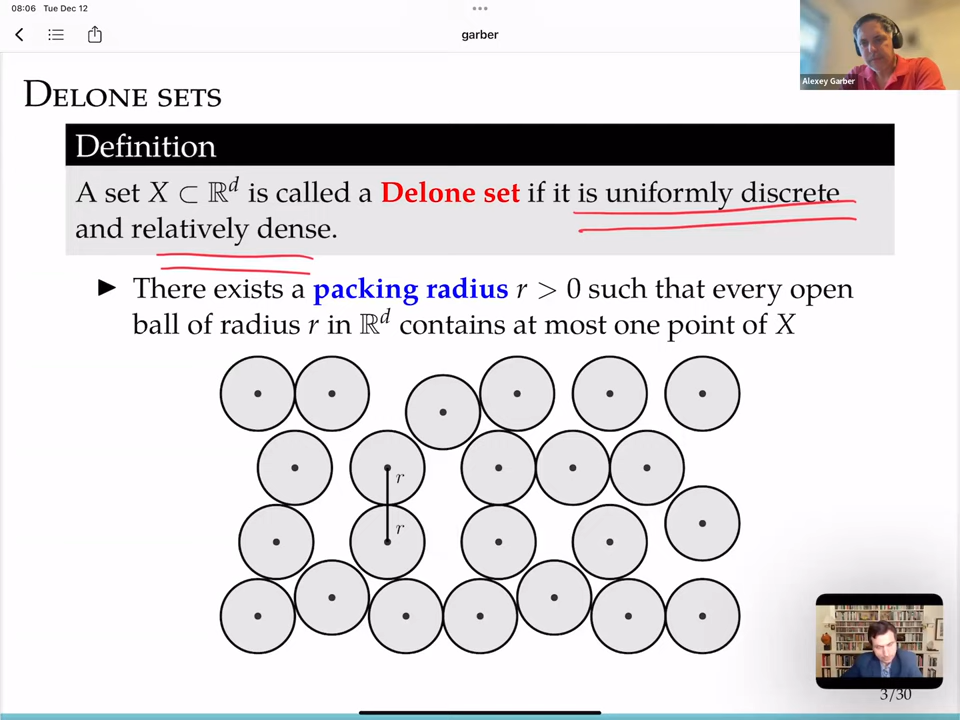 08:06 Tue Dec 12
garber
Alexey Garber
DELONE SETS
Definition
A set X ⊂ ℝᵈ is called a Delone set if it is uniformly discrete
and relatively dense.
▶ There exists a packing radius r > 0 such that every open
ball of radius r in ℝᵈ contains at most one point of X
r
r
3/30